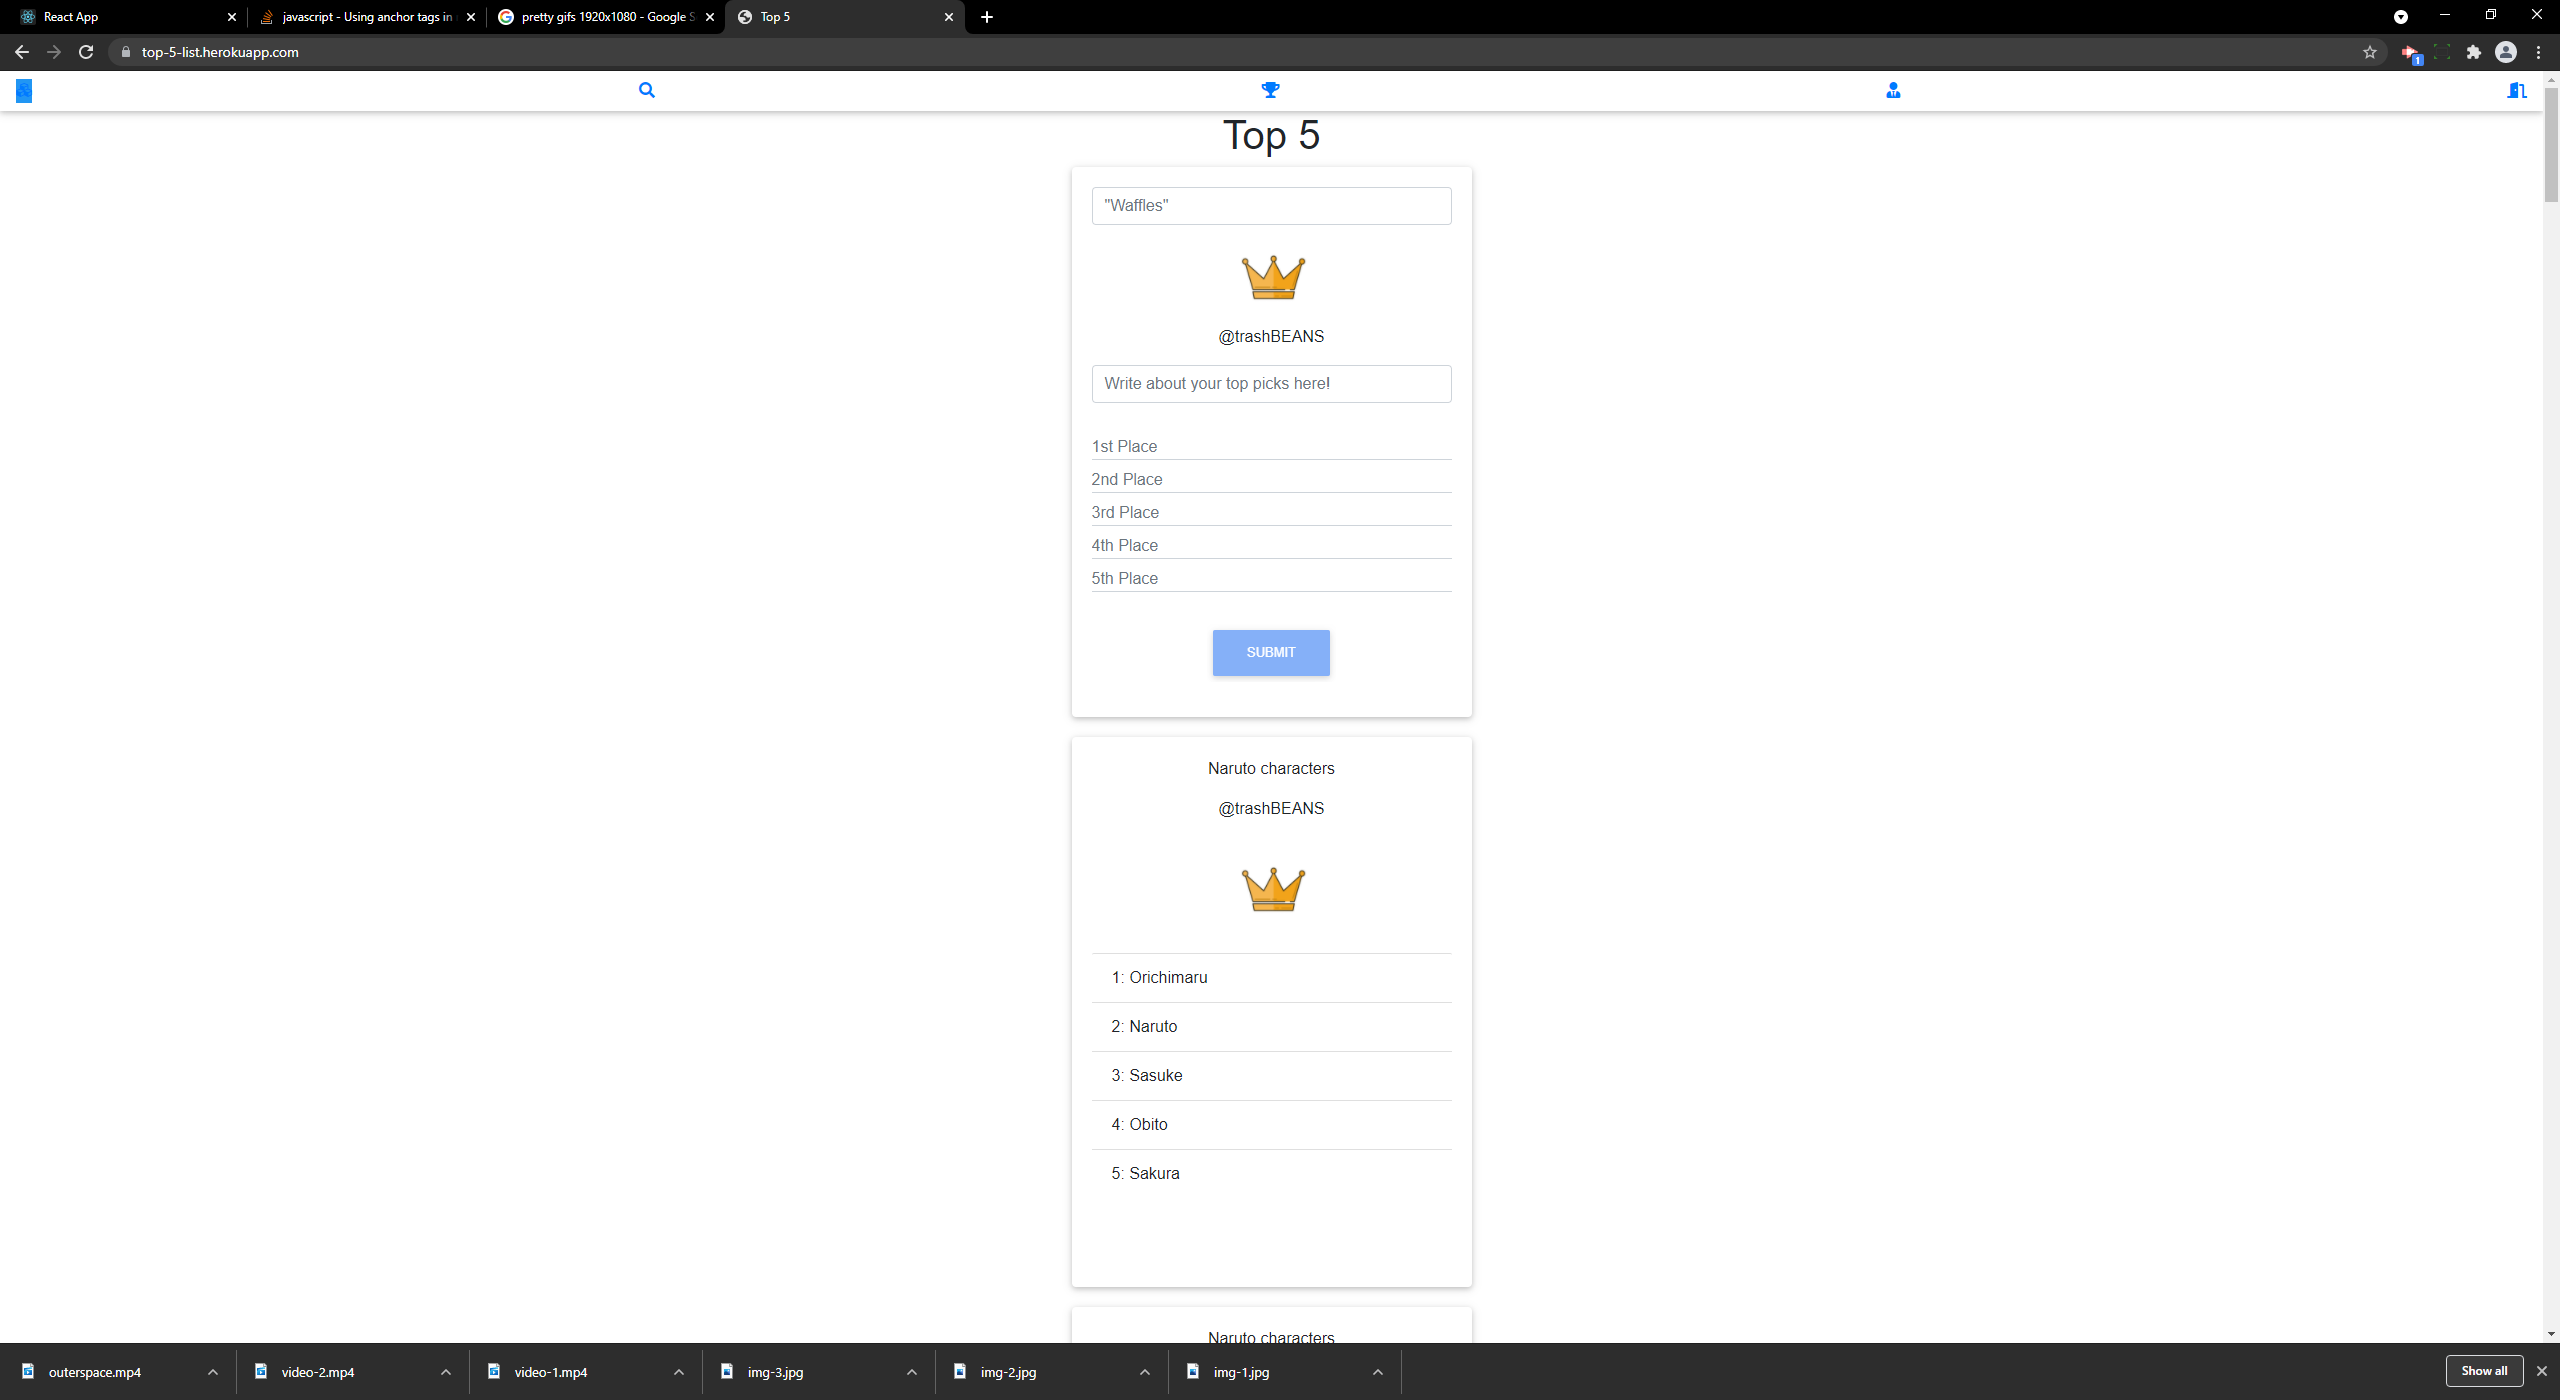 React App
javascript - Using anchor tags in
pretty gifs 1920x1080 - Google S
Top 5
top-5-list.herokuapp.com
1
Top 5
"Waffles"
@trashBEANS
Write about your top picks here!
1st Place
2nd Place
3rd Place
4th Place
5th Place
SUBMIT
Naruto characters
@trashBEANS
1: Orichimaru
2: Naruto
3: Sasuke
4: Obito
5: Sakura
Naruto characters
outerspace.mp4
video-2.mp4
video-1.mp4
img-3.jpg
img-2.jpg
img-1.jpg
Show all